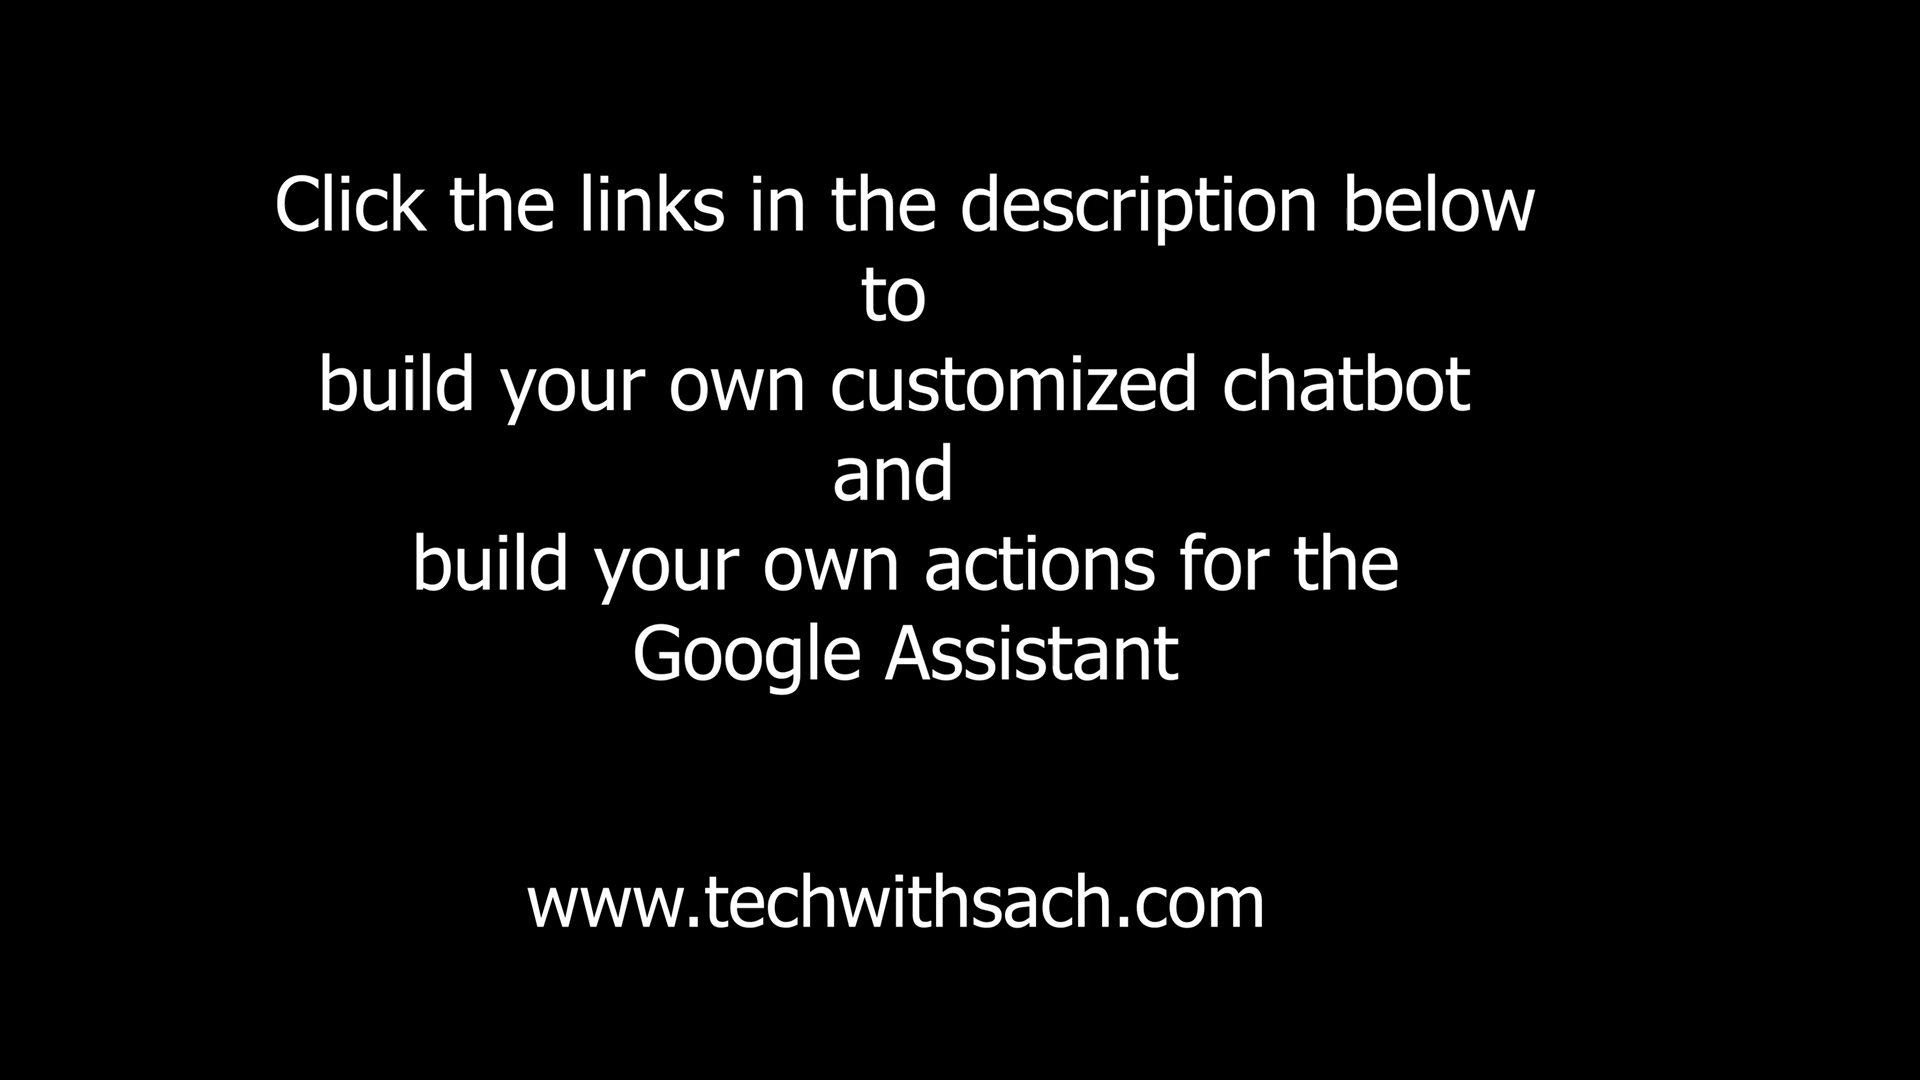 Click the links in the description below
to
build your own customized chatbot
and
build your own actions for the
Google Assistant
www.techwithsach.com